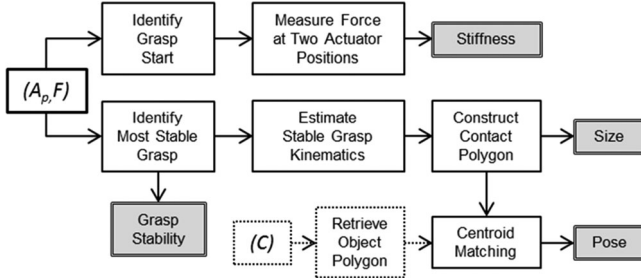 Identify
Grasp
Start
Measure Force
at Two Actuator
Positions
Stiffness
(Ap,F)
Identify
Most Stable
Grasp
Estimate
Stable Grasp
Kinematics
Construct
Contact
Polygon
Size
Grasp
Stability
(C)
Retrieve
Object
Polygon
Centroid
Matching
Pose